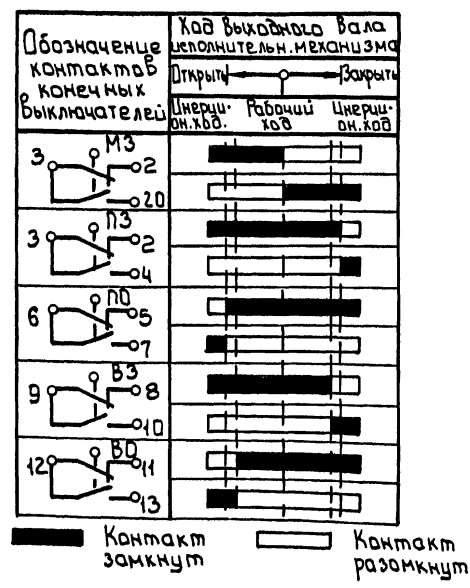 Обозначение
контактов
конечных
выключателей
Ход выходного вала
исполнительн. механизма
Открыть Закрыть
Инерци-
он. ход.
Рабочий
ход
Инерци-
он. ход
МЗ
3 2
20
ПЗ
3 2
4
ПО
6 5
7
ВЗ
9 8
10
ВО
12 11
13
Контакт
замкнут
Контакт
разомкнут